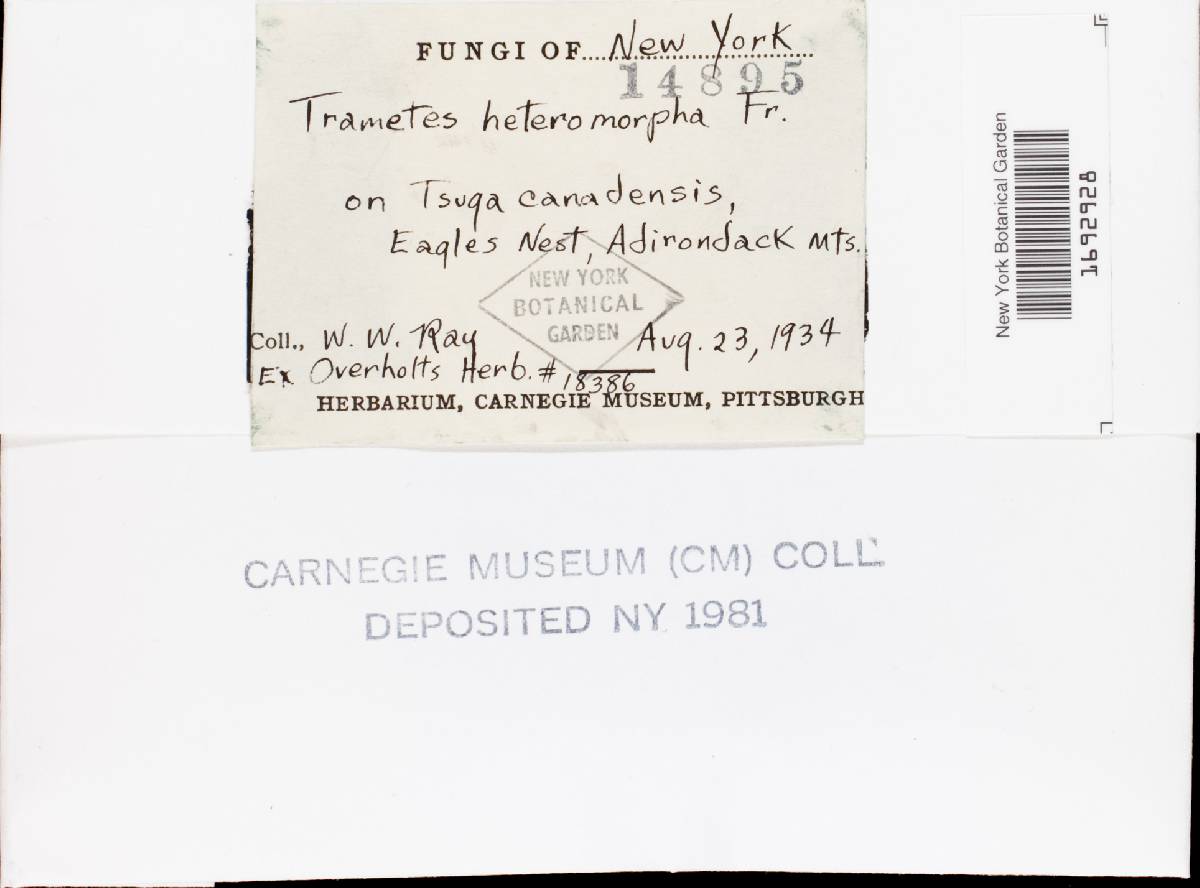 FUNGI OF New York
14895
Trametes heteromorpha Fr.
on Tsuga canadensis,
Eagles Nest, Adirondack Mts.
NEW YORK
BOTANICAL
GARDEN
Coll., W. W. Ray Aug. 23, 1934
Ex Overholts Herb. # 18386
HERBARIUM, CARNEGIE MUSEUM, PITTSBURGH
New York Botanical Garden
1692928
CARNEGIE MUSEUM (CM) COLL.
DEPOSITED NY 1981